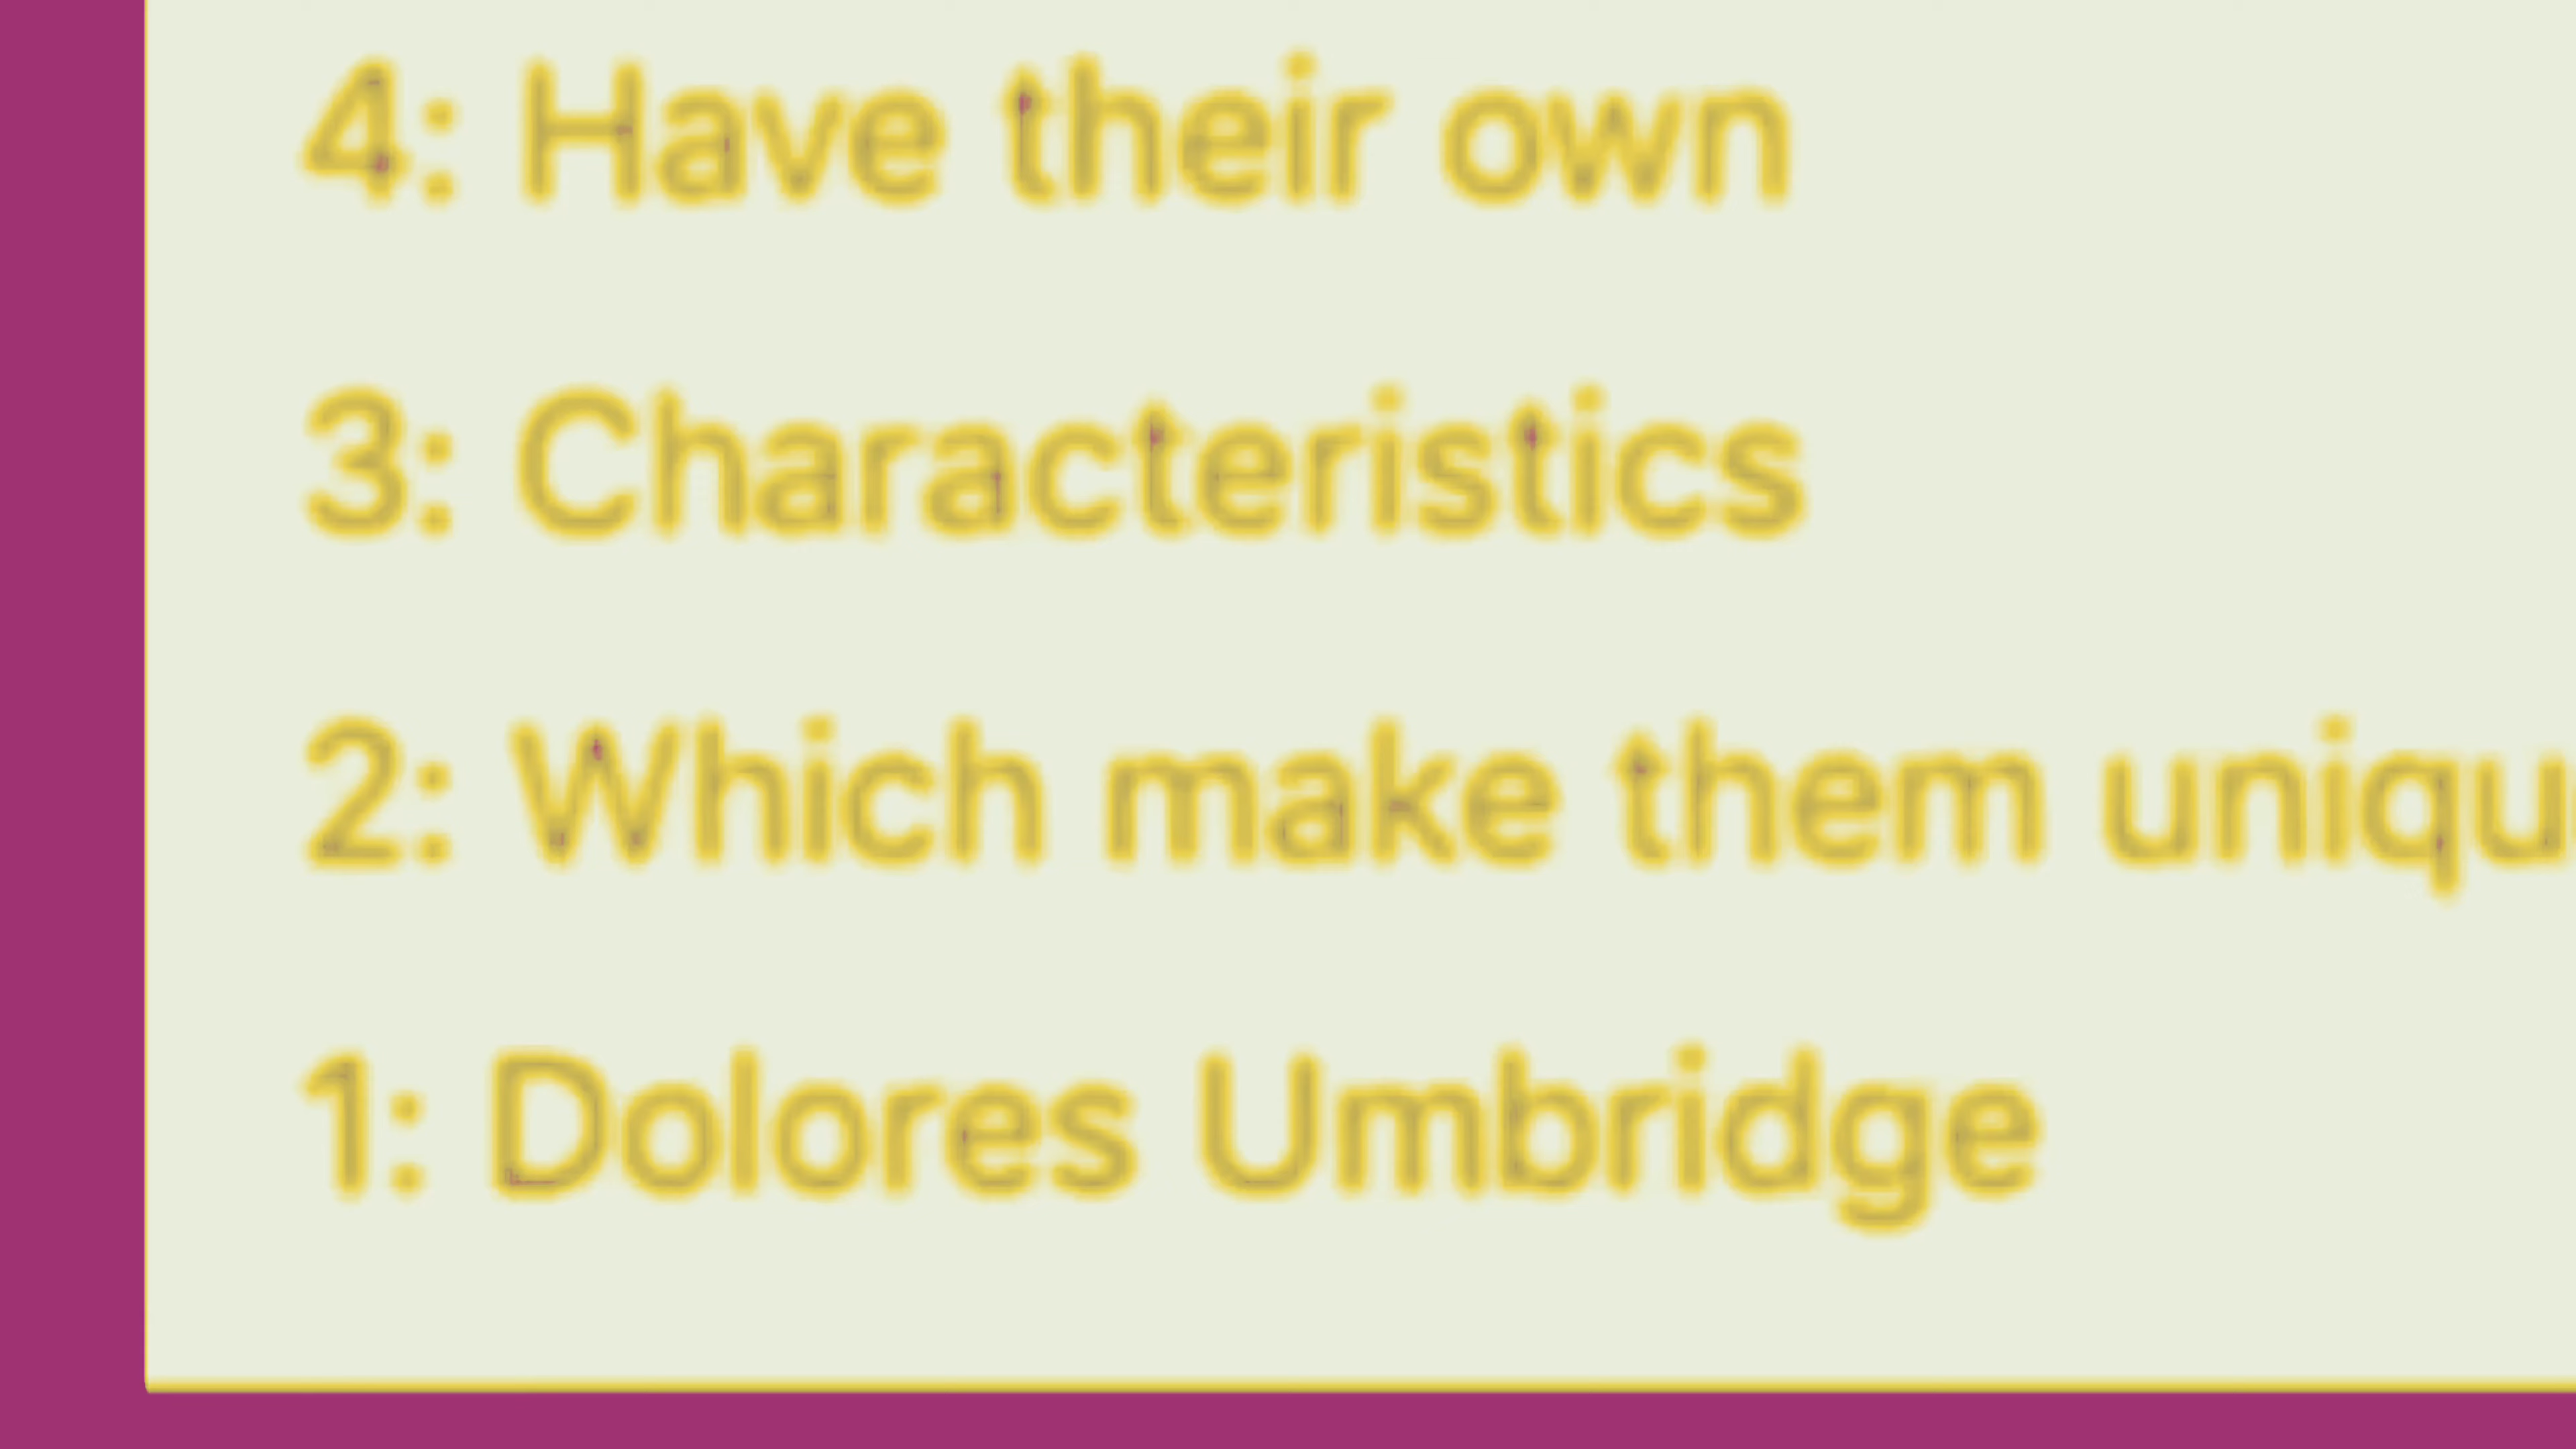 4: Have their own
3: Characteristics
2: Which make them uniqu
1: Dolores Umbridge